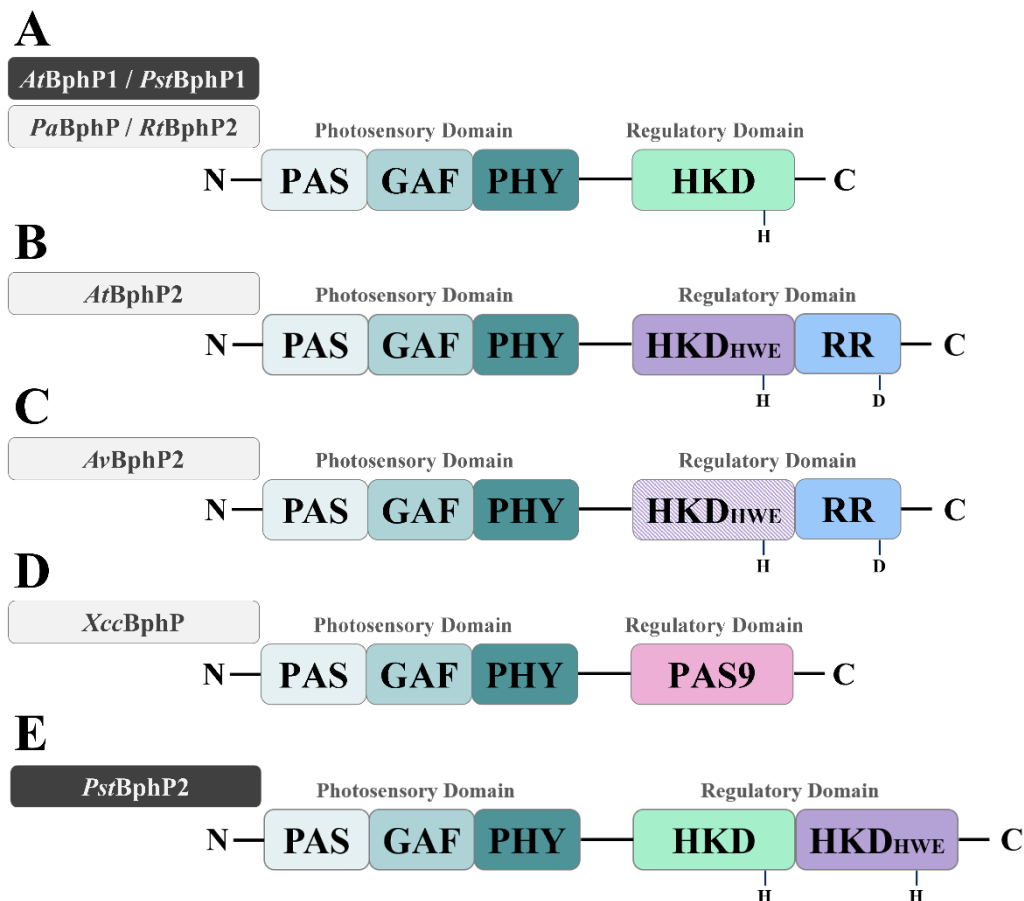 A
AtBphP1 / PstBphP1
PaBphP / RtBphP2
Photosensory Domain Regulatory Domain
N PAS GAF PHY HKD C
H
B
AtBphP2
Photosensory Domain Regulatory Domain
N PAS GAF PHY HKDHWE RR C
H D
C
AvBphP2
Photosensory Domain Regulatory Domain
N PAS GAF PHY HKDHWE RR C
H D
D
XccBphP
Photosensory Domain Regulatory Domain
N PAS GAF PHY PAS9 C
E
PstBphP2
Photosensory Domain Regulatory Domain
N PAS GAF PHY HKD HKDHWE C
H H